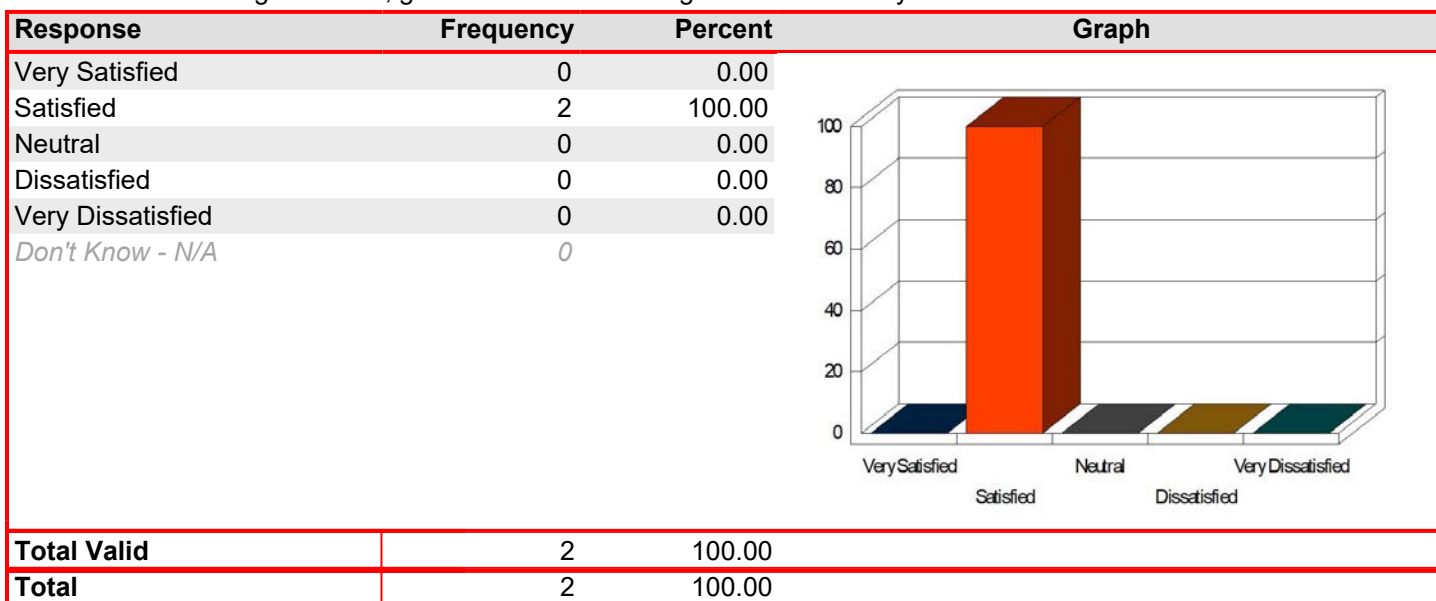 Response Frequency Percent Graph
Very Satisfied 0 0.00
Satisfied 2 100.00
Neutral 0 0.00
Dissatisfied 0 0.00
Very Dissatisfied 0 0.00
Don't Know - N/A 0
100
80
60
40
20
0
Very Satisfied Neutral Very Dissatisfied
Satisfied Dissatisfied
Total Valid 2 100.00
Total 2 100.00